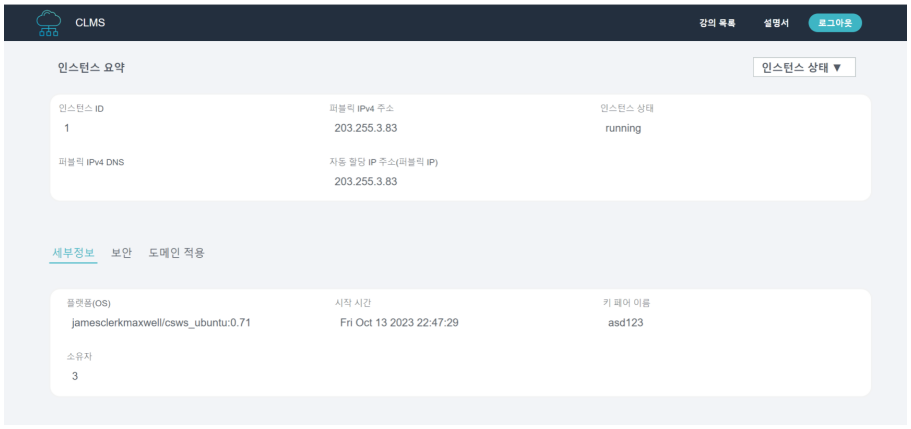 CLMS 강의 목록 설명서 로그아웃
인스턴스 요약 인스턴스 상태 ▼
인스턴스 ID 퍼블릭 IPv4 주소 인스턴스 상태
1 203.255.3.83 running
퍼블릭 IPv4 DNS 자동 할당 IP 주소(퍼블릭 IP)
203.255.3.83
세부정보 보안 도메인 적용
플랫폼(OS) 시작 시간 키 페어 이름
jamesclerkmaxwell/csws_ubuntu:0.71 Fri Oct 13 2023 22:47:29 asd123
소유자
3